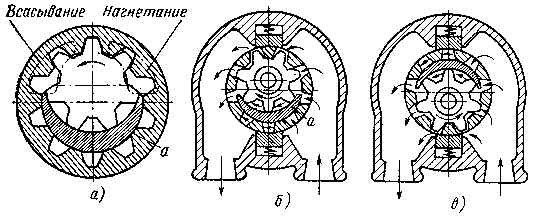 Всасывание Нагнетание
а
а
а)
б)
в)